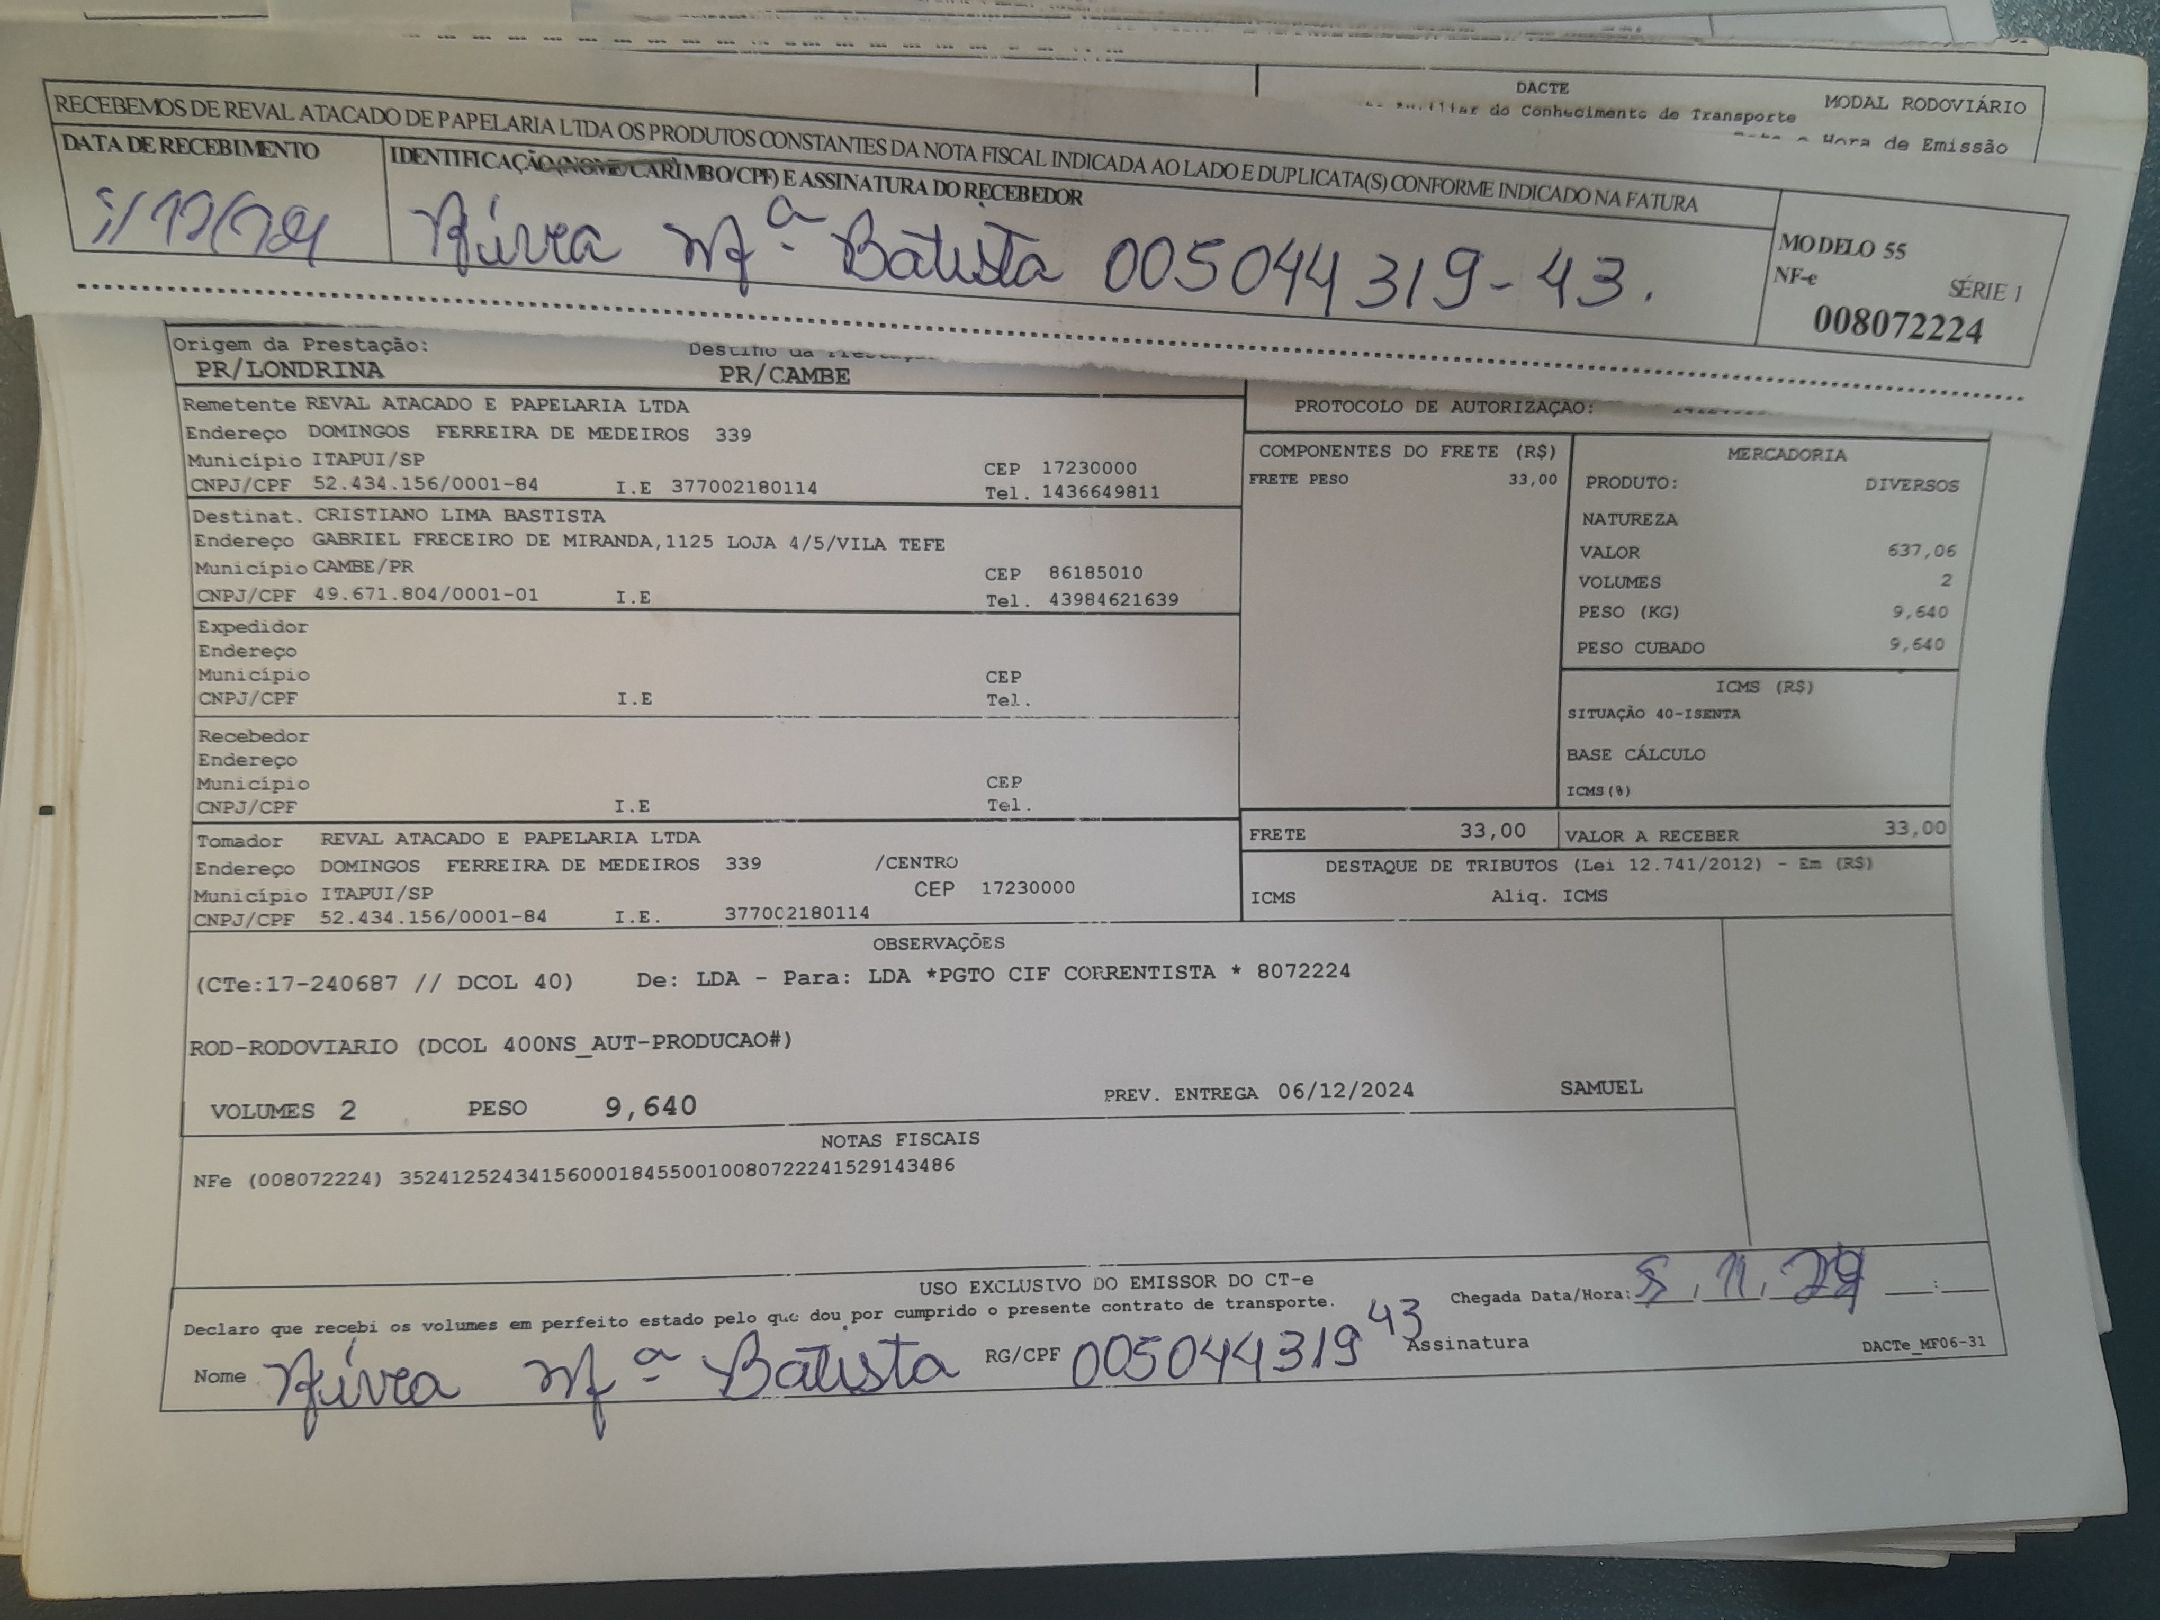 DACTE
MODAL RODOVIÁRIO
do Conhecimento de Transporte
Hora de Emissão
RECEBEMOS DE REVAL ATACADO DE PAPELARIA LTDA OS PRODUTOS CONSTANTES DA NOTA FISCAL INDICADA AO LADO E DUPLICATA(S) CONFORME INDICADO NA FATURA
DATA DE RECEBIMENTO
IDENTIFICAÇÃO (NOME/CARIMBO/CPF) E ASSINATURA DO RECEBEDOR
Mª Batista 005044319-43.
MODELO 55
NF-e SÉRIE 1
008072224
Origem da Prestação:
PR/LONDRINA
Destino da
PR/CAMBE
Remetente REVAL ATACADO E PAPELARIA LTDA
Endereço DOMINGOS FERREIRA DE MEDEIROS 339
Município ITAPUI/SP CEP 17230000
CNPJ/CPF 52.434.156/0001-84 I.E 377002180114 Tel. 1436649811
Destinat. CRISTIANO LIMA BASTISTA
Endereço GABRIEL FRECEIRO DE MIRANDA,1125 LOJA 4/5/VILA TEFE
Município CAMBE/PR CEP 86185010
CNPJ/CPF 49.671.804/0001-01 I.E Tel. 43984621639
Expedidor
Endereço
Município CEP
CNPJ/CPF I.E Tel.
Recebedor
Endereço
Município CEP
CNPJ/CPF I.E Tel.
Tomador REVAL ATACADO E PAPELARIA LTDA
Endereço DOMINGOS FERREIRA DE MEDEIROS 339 /CENTRO
Município ITAPUI/SP CEP 17230000
CNPJ/CPF 52.434.156/0001-84 I.E. 377002180114
PROTOCOLO DE AUTORIZAÇÃO:
COMPONENTES DO FRETE (R$)
FRETE PESO 33,00
MERCADORIA
PRODUTO: DIVERSOS
NATUREZA
VALOR 637,06
VOLUMES 2
PESO (KG) 9,640
PESO CUBADO 9,640
ICMS (R$)
SITUAÇÃO 40-ISENTA
BASE CÁLCULO
ICMS(%)
FRETE 33,00 VALOR A RECEBER 33,00
DESTAQUE DE TRIBUTOS (Lei 12.741/2012) - Em (R$)
ICMS Aliq. ICMS
OBSERVAÇÕES
(CTe:17-240687 // DCOL 40) De: LDA - Para: LDA *PGTO CIF CORRENTISTA * 8072224
ROD-RODOVIARIO (DCOL 400NS_AUT-PRODUCAO#)
VOLUMES 2 PESO 9,640 PREV. ENTREGA 06/12/2024 SAMUEL
NOTAS FISCAIS
NFe (008072224) 35241252434156000184550010080722241529143486
USO EXCLUSIVO DO EMISSOR DO CT-e
Declaro que recebi os volumes em perfeito estado pelo que dou por cumprido o presente contrato de transporte.
Chegada Data/Hora:
Nome Mª Batista RG/CPF 005044319 43 Assinatura
DACTe_MF06-31